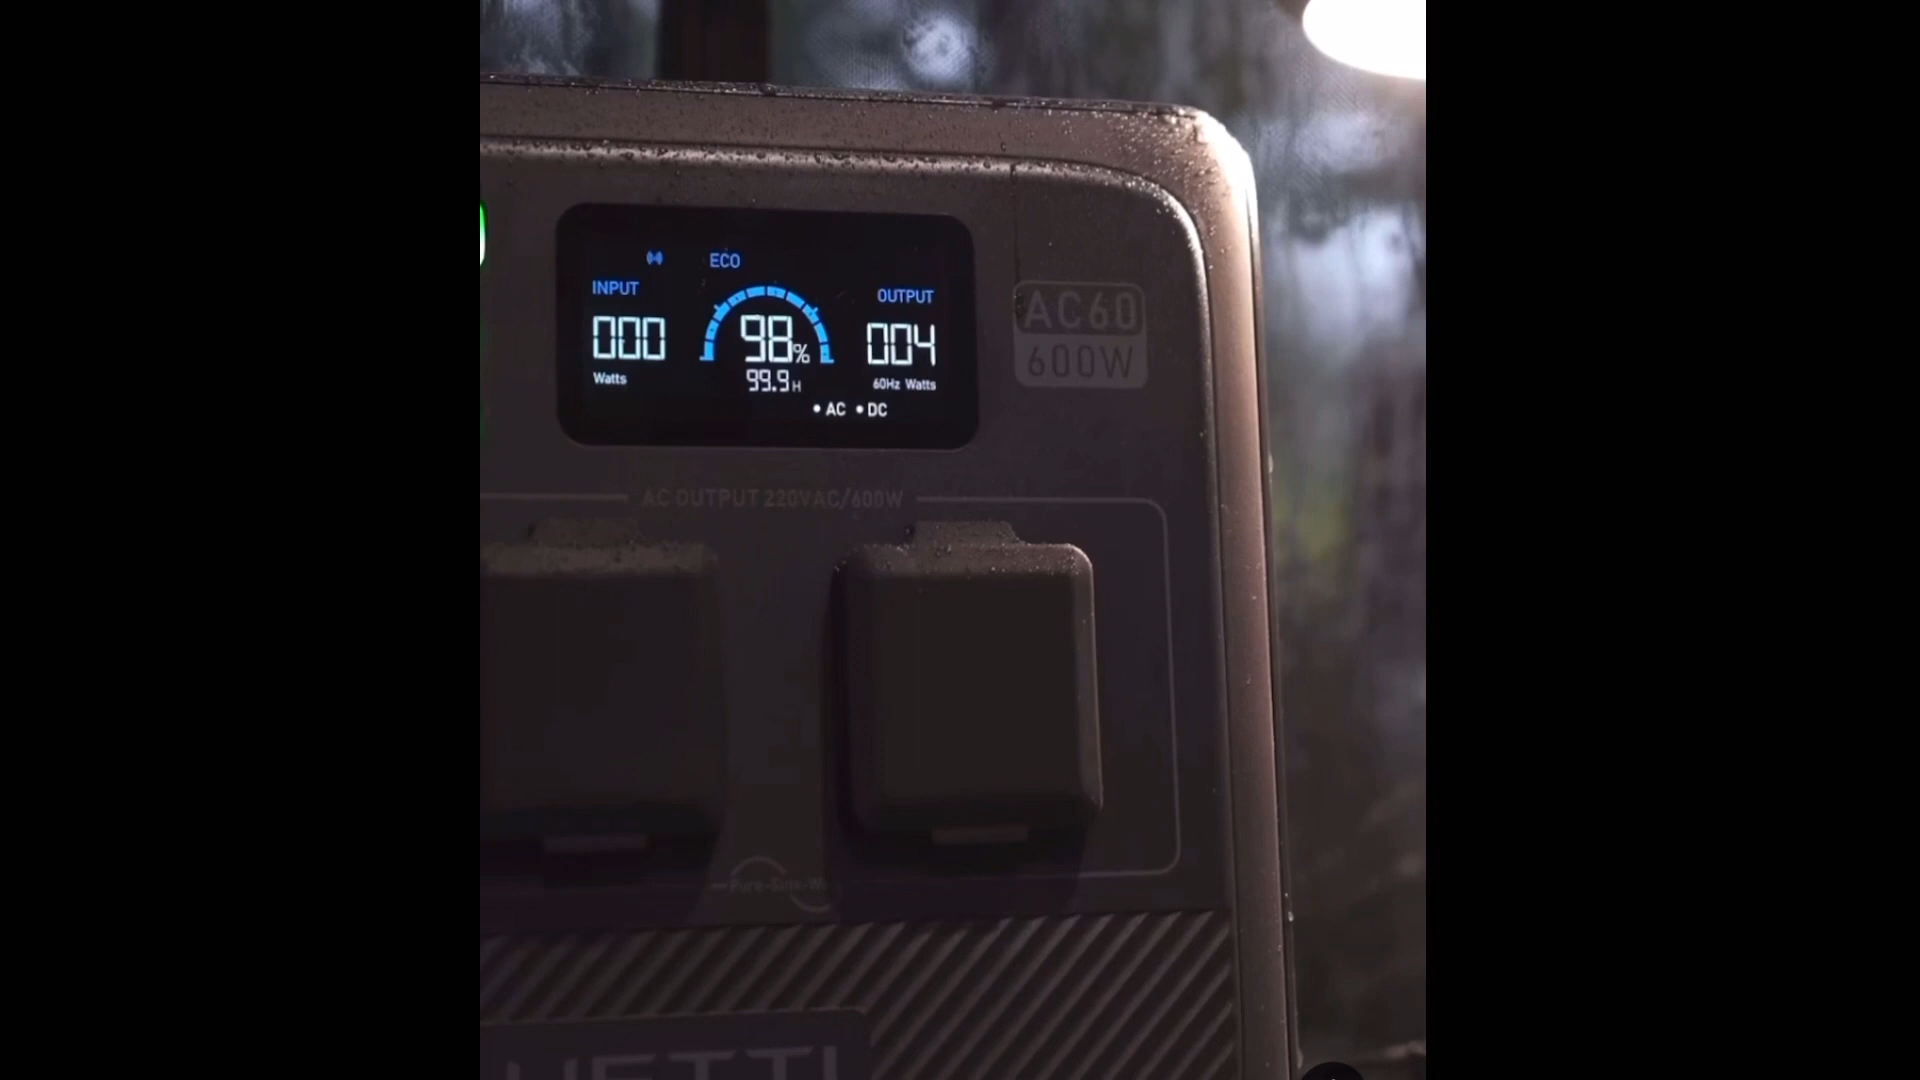 ECO
INPUT
OUTPUT
000
98%
004
Watts
99.9H
60Hz Watts
AC DC
AC60
600W
AC OUTPUT 220VAC/600W